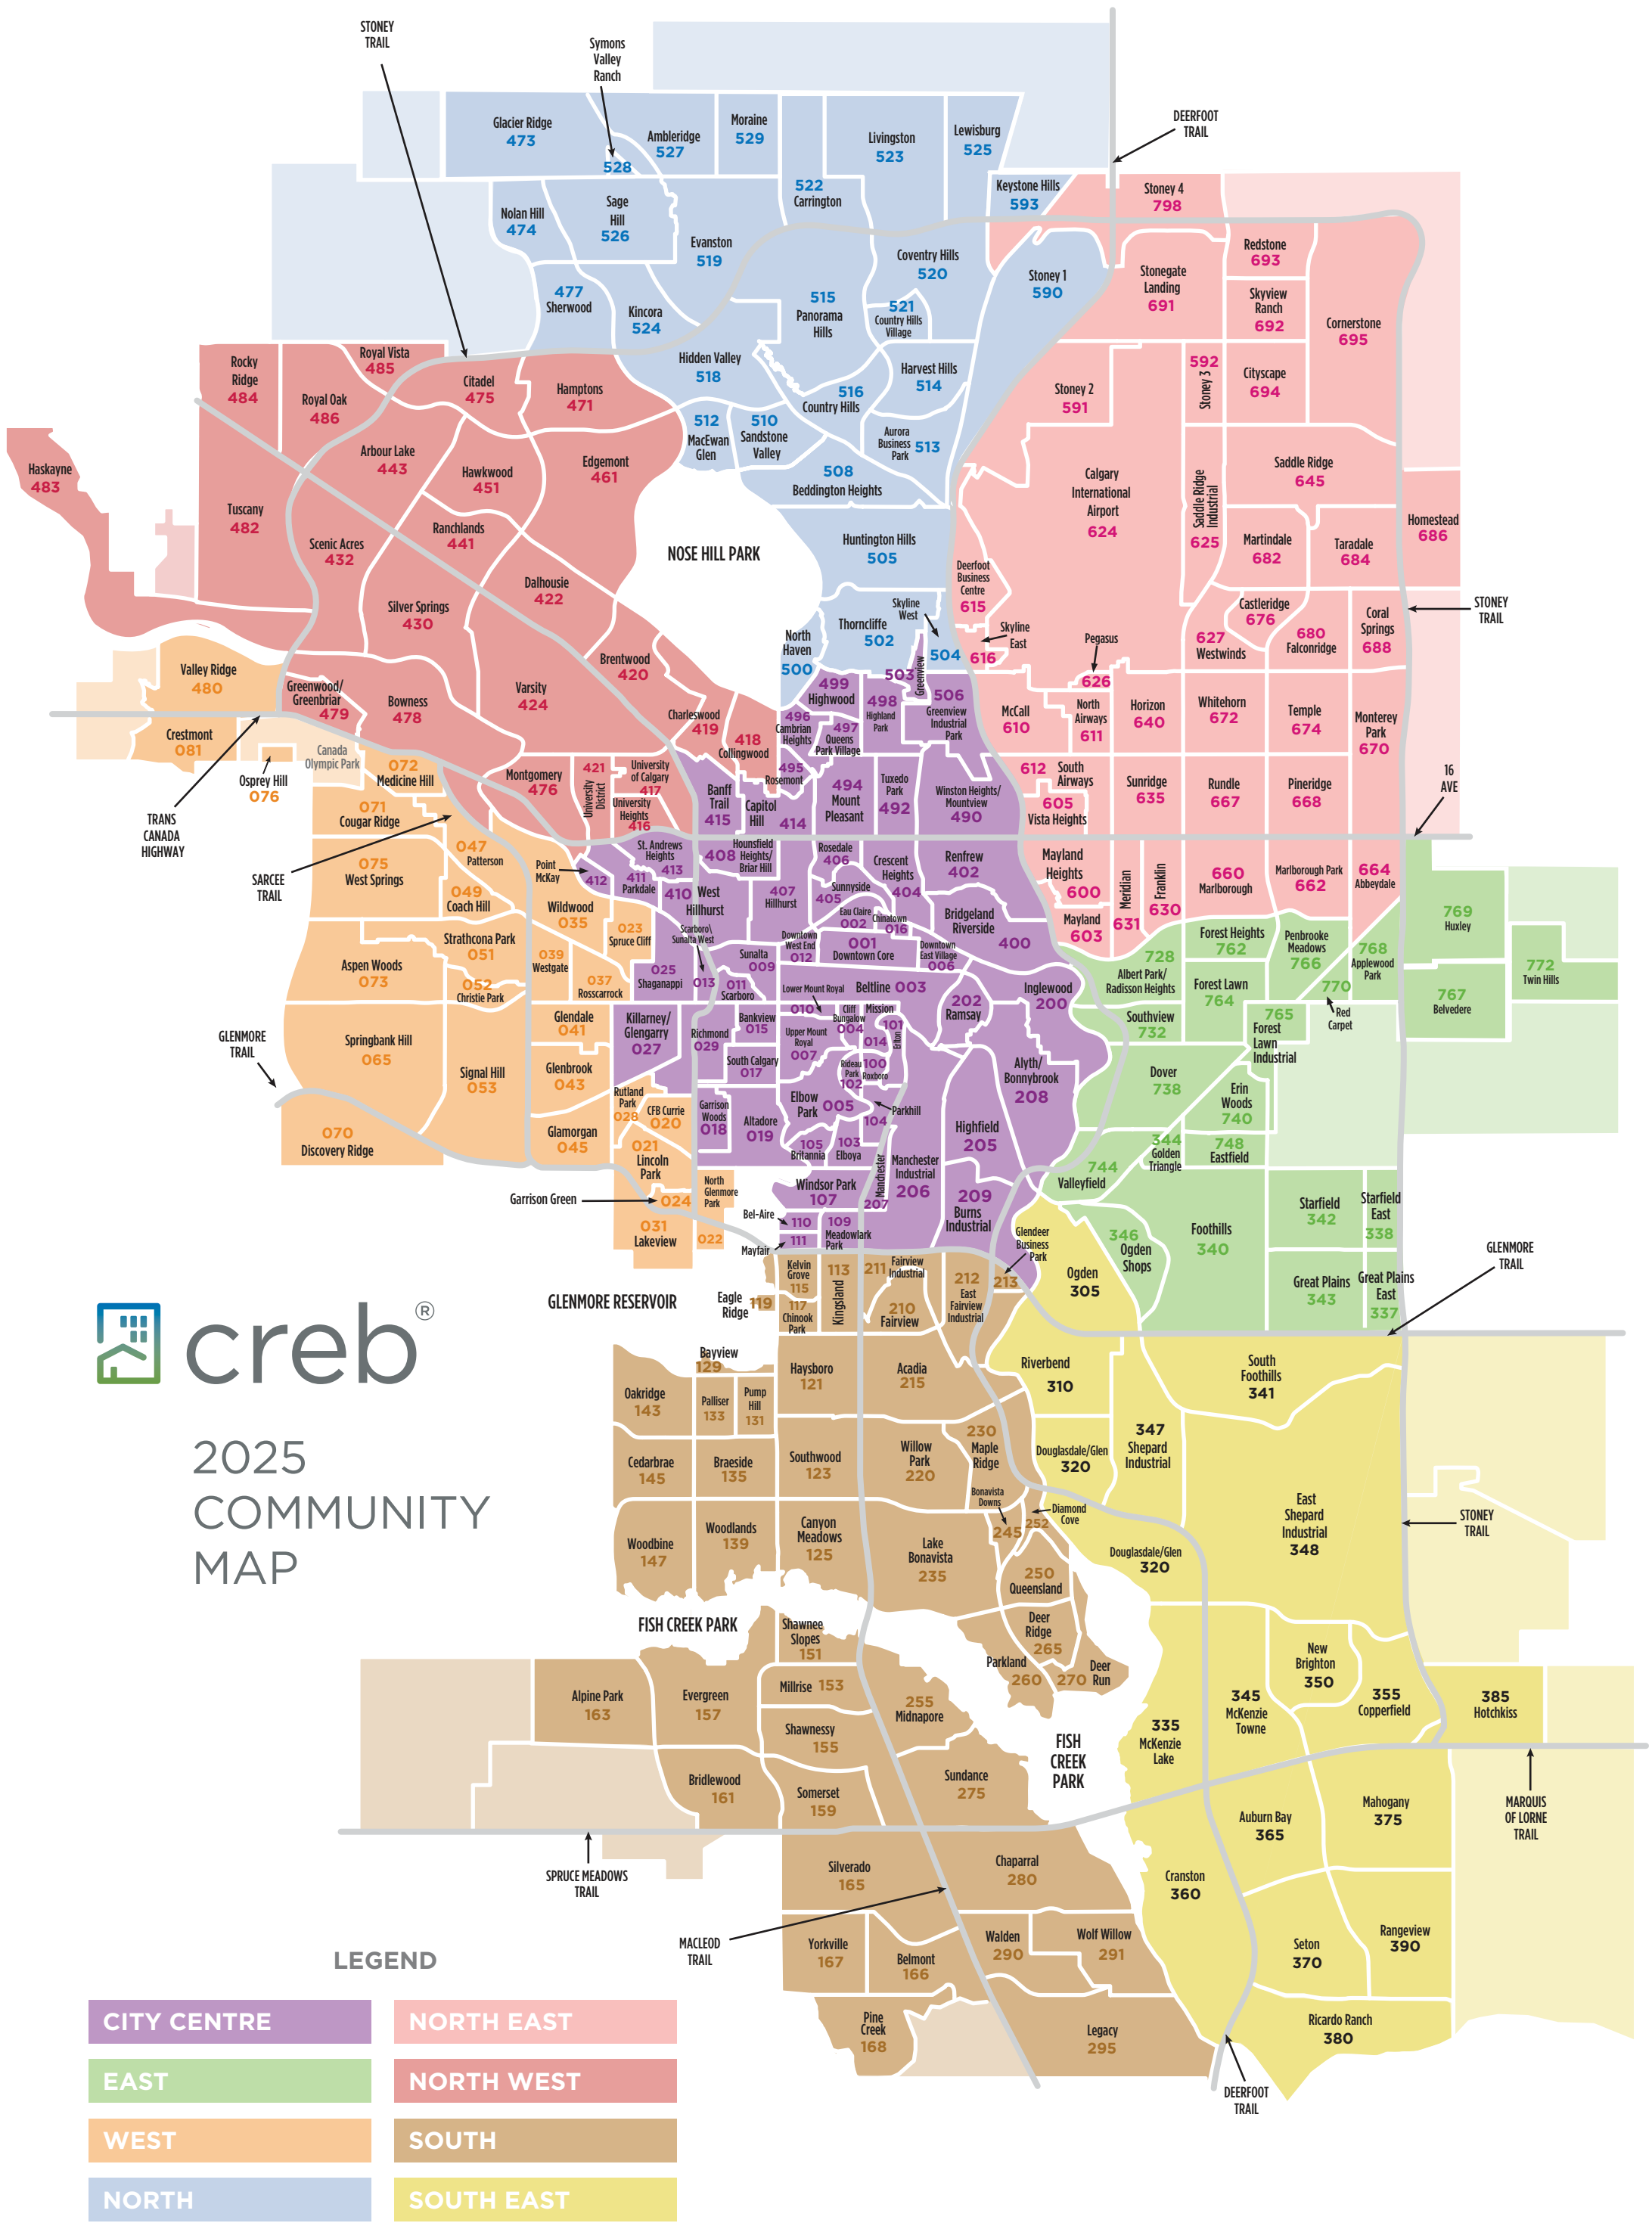 STONEY
TRAIL
Symons
Valley
Ranch
DEERFOOT
TRAIL
Glacier Ridge
473
Ambleridge
527
528
Moraine
529
Livingston
523
Lewisburg
525
522
Carrington
Keystone Hills
593
Stoney 4
798
Nolan Hill
474
Sage
Hill
526
Evanston
519
Coventry Hills
520
Stoney 1
590
Stonegate
Landing
691
Redstone
693
Skyview
Ranch
692
Cornerstone
695
477
Sherwood
Kincora
524
515
Panorama
Hills
521
Country Hills
Village
Hidden Valley
518
Harvest Hills
514
516
Country Hills
Stoney 2
591
592
Stoney 3
Cityscape
694
Rocky
Ridge
484
Royal Vista
485
Royal Oak
486
Citadel
475
Hamptons
471
512
MacEwan
Glen
510
Sandstone
Valley
Aurora
Business
Park
513
508
Beddington Heights
Haskayne
483
Arbour Lake
443
Hawkwood
451
Edgemont
461
Tuscany
482
Scenic Acres
432
Ranchlands
441
NOSE HILL PARK
Huntington Hills
505
Calgary
International
Airport
624
Saddle Ridge
Industrial
625
Saddle Ridge
645
Martindale
682
Taradale
684
Homestead
686
Dalhousie
422
Silver Springs
430
Deerfoot
Business
Centre
615
Skyline
West
504
Thorncliffe
502
North
Haven
500
Skyline
East
616
Pegasus
626
Castleridge
676
627
Westwinds
680
Falconridge
Coral
Springs
688
STONEY
TRAIL
Valley Ridge
480
Greenwood/
Greenbriar
479
Bowness
478
Varsity
424
Brentwood
420
Charleswood
419
418
Collingwood
503
Greenview
499
Highwood
498
Highland
Park
506
Greenview
Industrial
Park
496
Cambrian
Heights
497
Queens
Park Village
495
Rosemont
McCall
610
North
Airways
611
Horizon
640
Whitehorn
672
Temple
674
Monterey
Park
670
Crestmont
081
Osprey Hill
076
Canada
Olympic Park
072
Medicine Hill
Montgomery
476
421
University
District
University
of Calgary
417
University
Heights
416
Banff
Trail
415
Capitol
Hill
414
494
Mount
Pleasant
Tuxedo
Park
492
Winston Heights/
Mountview
490
612
South
Airways
605
Vista Heights
Sunridge
635
Rundle
667
Pineridge
668
16
AVE
TRANS
CANADA
HIGHWAY
071
Cougar Ridge
SARCEE
TRAIL
075
West Springs
047
Patterson
049
Coach Hill
Point
McKay
412
St. Andrews
Heights
413
411
Parkdale
410
West
Hillhurst
408
Hounsfield
Heights/
Briar Hill
407
Hillhurst
Rosedale
406
Sunnyside
405
Crescent
Heights
404
Renfrew
402
Mayland
Heights
600
Mayland
603
Meridian
631
Franklin
630
660
Marlborough
Marlborough Park
662
664
Abbeydale
Wildwood
035
023
Spruce Cliff
Scarboro\
Sunalta West
013
Eau Claire
002
Chinatown
016
Bridgeland
Riverside
400
Downtown
West End
012
001
Downtown Core
Downtown
East Village
006
Strathcona Park
051
039
Westgate
037
Rosscarrock
025
Shaganappi
Sunalta
009
011
Scarboro
Aspen Woods
073
052
Christie Park
Lower Mount Royal
010
Beltline 003
202
Ramsay
Inglewood
200
728
Albert Park/
Radisson Heights
Forest Heights
762
Penbrooke
Meadows
766
768
Applewood
Park
769
Huxley
772
Twin Hills
767
Belvedere
Forest Lawn
764
770
Red
Carpet
765
Forest
Lawn
Industrial
Southview
732
GLENMORE
TRAIL
Springbank Hill
065
Signal Hill
053
Glendale
041
Glenbrook
043
Killarney/
Glengarry
027
Richmond
029
Bankview
015
South Calgary
017
Upper Mount
Royal
007
Cliff
Bungalow
004
Mission
014
101
Erlton
Rideau
Park
102
100
Roxboro
Alyth/
Bonnybrook
208
Dover
738
Erin
Woods
740
070
Discovery Ridge
Glamorgan
045
Rutland
Park
028
CFB Currie
020
021
Lincoln
Park
Garrison
Woods
018
Altadore
019
Elbow
Park 005
Parkhill
104
105
Britannia
103
Elboya
Highfield
205
344
Golden
Triangle
748
Eastfield
744
Valleyfield
Garrison Green
024
North
Glenmore
Park
022
031
Lakeview
Windsor Park
107
Manchester
207
Manchester
Industrial
206
209
Burns
Industrial
Bel-Aire
110
Mayfair
111
109
Meadowlark
Park
Glendeer
Business
Park
213
346
Ogden
Shops
Foothills
340
Starfield
342
Starfield
East
338
Great Plains
343
Great Plains
East
337
GLENMORE
TRAIL
Ogden
305
GLENMORE RESERVOIR
Eagle
Ridge
119
Kelvin
Grove
115
117
Chinook
Park
113
Kingsland
211
Fairview
Industrial
210
Fairview
212
East
Fairview
Industrial
creb®
2025
COMMUNITY
MAP
Bayview
129
Oakridge
143
Palliser
133
Pump
Hill
131
Haysboro
121
Acadia
215
Riverbend
310
South
Foothills
341
Cedarbrae
145
Braeside
135
Southwood
123
Willow
Park
220
230
Maple
Ridge
Douglasdale/Glen
320
347
Shepard
Industrial
Woodbine
147
Woodlands
139
Canyon
Meadows
125
Lake
Bonavista
235
Bonavista
Downs
245
Diamond
Cove
252
250
Queensland
Douglasdale/Glen
320
East
Shepard
Industrial
348
STONEY
TRAIL
FISH CREEK PARK
Shawnee
Slopes
151
Deer
Ridge
265
Parkland
260
270
Deer
Run
New
Brighton
350
Alpine Park
163
Evergreen
157
Millrise 153
Shawnessy
155
255
Midnapore
335
McKenzie
Lake
345
McKenzie
Towne
355
Copperfield
385
Hotchkiss
FISH
CREEK
PARK
Bridlewood
161
Somerset
159
Sundance
275
Auburn Bay
365
Mahogany
375
MARQUIS
OF LORNE
TRAIL
SPRUCE MEADOWS
TRAIL
Silverado
165
Chaparral
280
Cranston
360
MACLEOD
TRAIL
Yorkville
167
Belmont
166
Walden
290
Wolf Willow
291
Seton
370
Rangeview
390
Pine
Creek
168
Legacy
295
Ricardo Ranch
380
DEERFOOT
TRAIL
LEGEND
CITY CENTRE
NORTH EAST
EAST
NORTH WEST
WEST
SOUTH
NORTH
SOUTH EAST